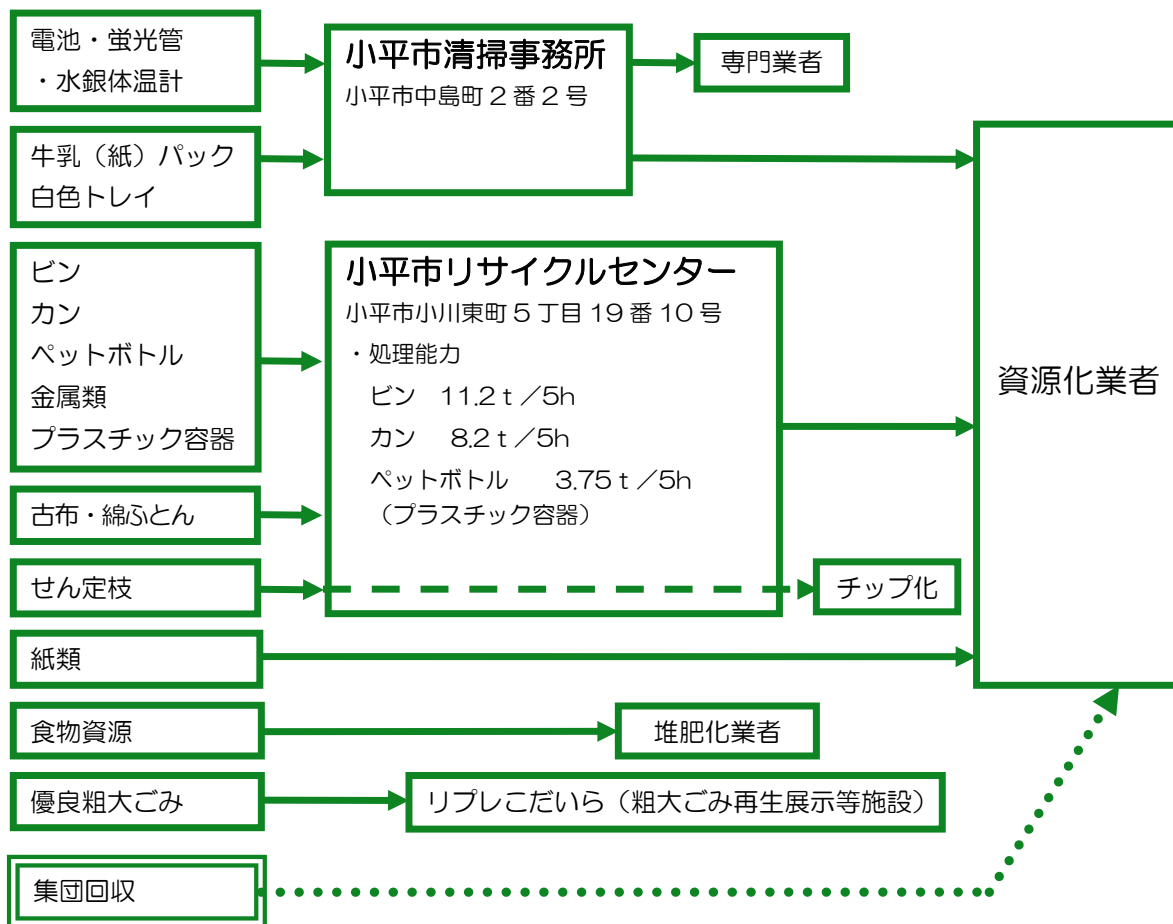 電池・蛍光管
・水銀体温計
小平市清掃事務所
小平市中島町2番2号
専門業者
牛乳（紙）パック
白色トレイ
ビン
カン
ペットボトル
金属類
プラスチック容器
小平市リサイクルセンター
小平市小川東町5丁目19番10号
・処理能力
ビン 11.2ｔ／5h
カン 8.2ｔ／5h
ペットボトル 3.75ｔ／5h
（プラスチック容器）
資源化業者
古布・綿ふとん
せん定枝
チップ化
紙類
食物資源
堆肥化業者
優良粗大ごみ
リプレこだいら（粗大ごみ再生展示等施設）
集団回収